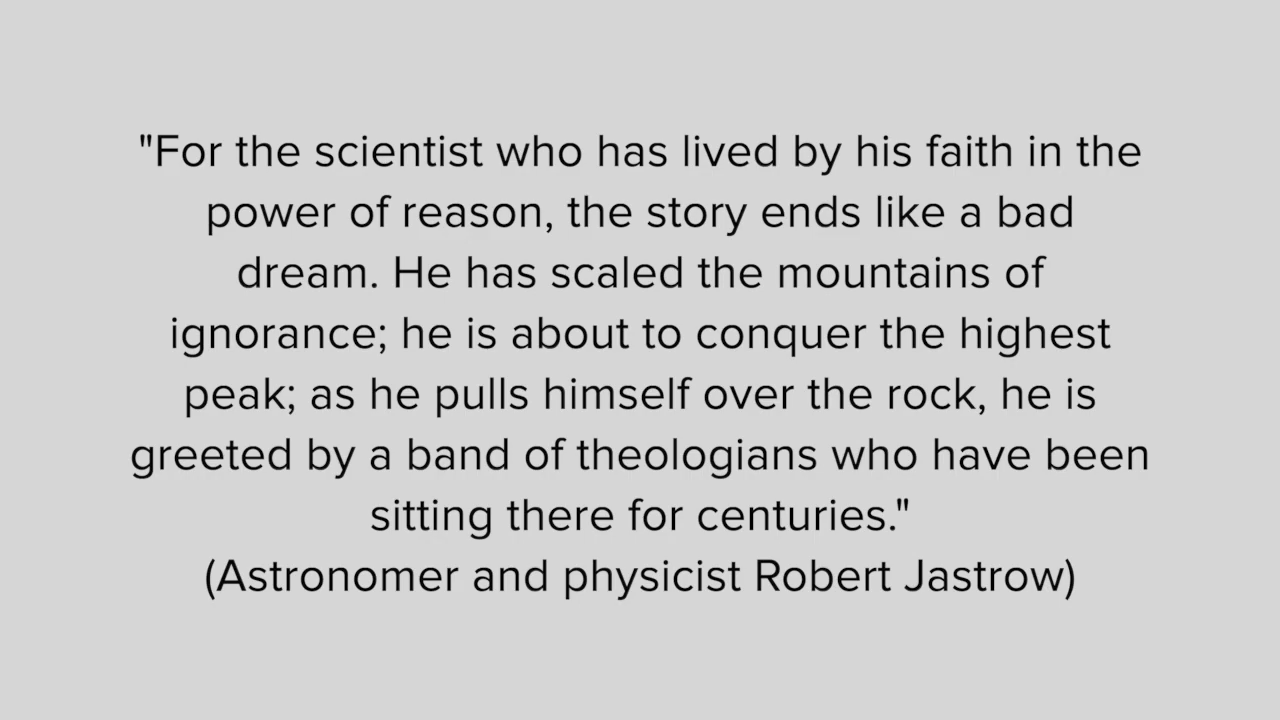 "For the scientist who has lived by his faith in the
power of reason, the story ends like a bad
dream. He has scaled the mountains of
ignorance; he is about to conquer the highest
peak; as he pulls himself over the rock, he is
greeted by a band of theologians who have been
sitting there for centuries."
(Astronomer and physicist Robert Jastrow)